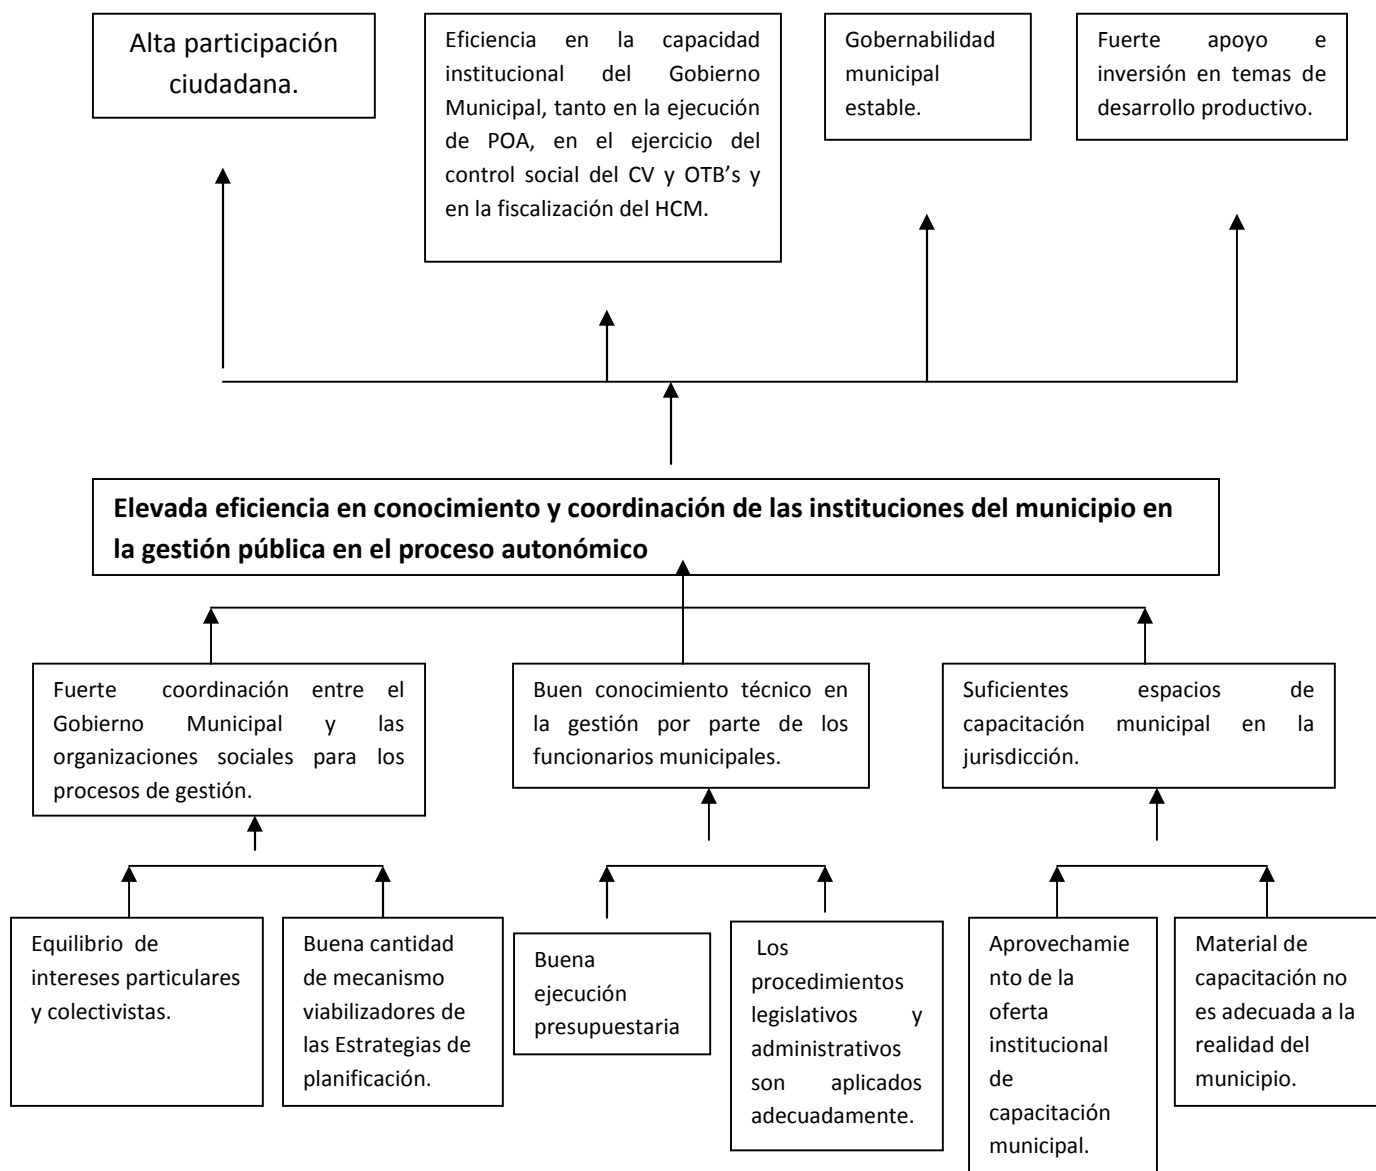 Alta participación
ciudadana.
Eficiencia en la capacidad
institucional del Gobierno
Municipal, tanto en la ejecución
de POA, en el ejercicio del
control social del CV y OTB’s y
en la fiscalización del HCM.
Gobernabilidad
municipal
estable.
Fuerte apoyo e
inversión en temas de
desarrollo productivo.
Elevada eficiencia en conocimiento y coordinación de las instituciones del municipio en
la gestión pública en el proceso autonómico
Fuerte coordinación entre el
Gobierno Municipal y las
organizaciones sociales para los
procesos de gestión.
Buen conocimiento técnico en
la gestión por parte de los
funcionarios municipales.
Suficientes espacios de
capacitación municipal en la
jurisdicción.
Equilibrio de
intereses particulares
y colectivistas.
Buena cantidad
de mecanismo
viabilizadores de
las Estrategias de
planificación.
Buena
ejecución
presupuestaria
Los
procedimientos
legislativos y
administrativos
son aplicados
adecuadamente.
Aprovechamie
nto de la
oferta
institucional
de
capacitación
municipal.
Material de
capacitación no
es adecuada a la
realidad del
municipio.